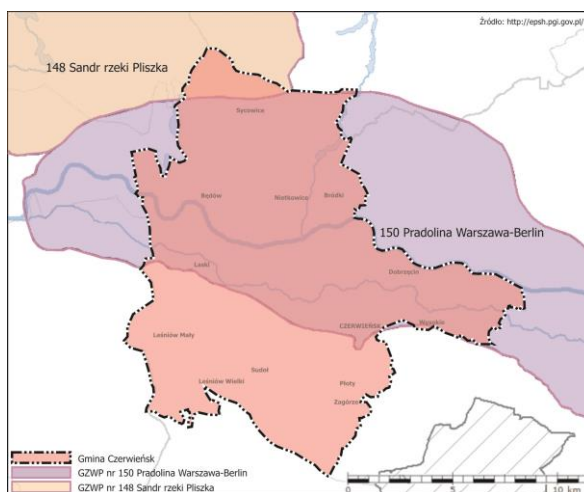 Źródło: http://epsh.pgi.gov.pl/
148 Sandr rzeki Pliszka
Sycowice
Będów
Nietkowice
Bródki
150 Pradolina Warszawa-Berlin
Laski
Dobrzęcin
CZERWIEŃSK
Wysokie
Leśniów Mały
Sudoł
Leśniów Wielki
Płoty
Zagórze
Gmina Czerwieńsk
GZWP nr 150 Pradolina Warszawa-Berlin
GZWP nr 148 Sandr rzeki Pliszka
0 5 10 km